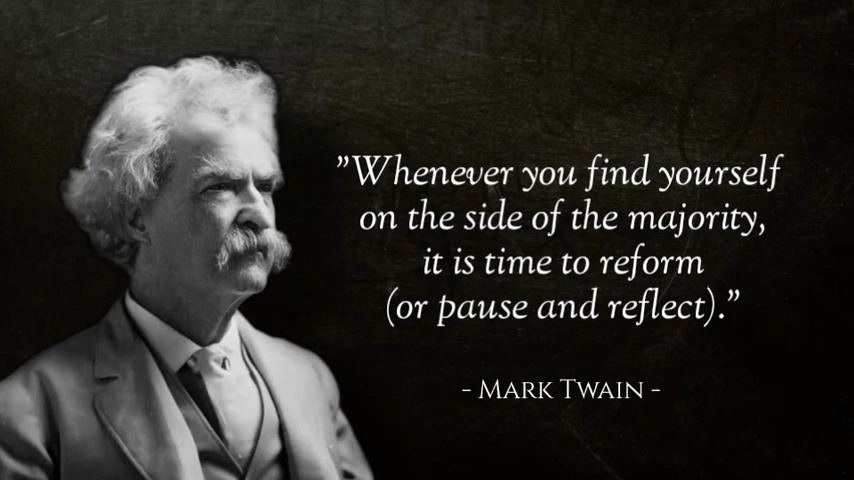 ”Whenever you find yourself
on the side of the majority,
it is time to reform
(or pause and reflect).”
- Mark Twain -